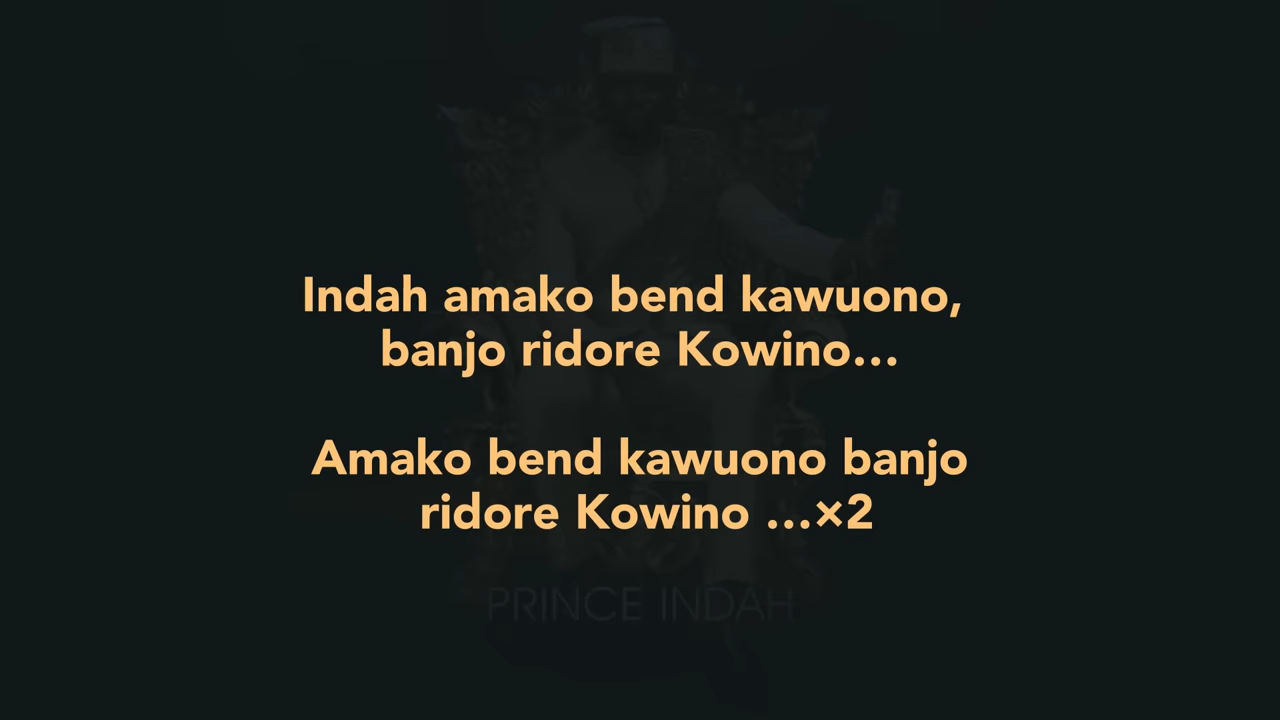 Indah amako bend kawuono,
banjo ridore Kowino...
Amako bend kawuono banjo
ridore Kowino ...×2
PRINCE INDAH